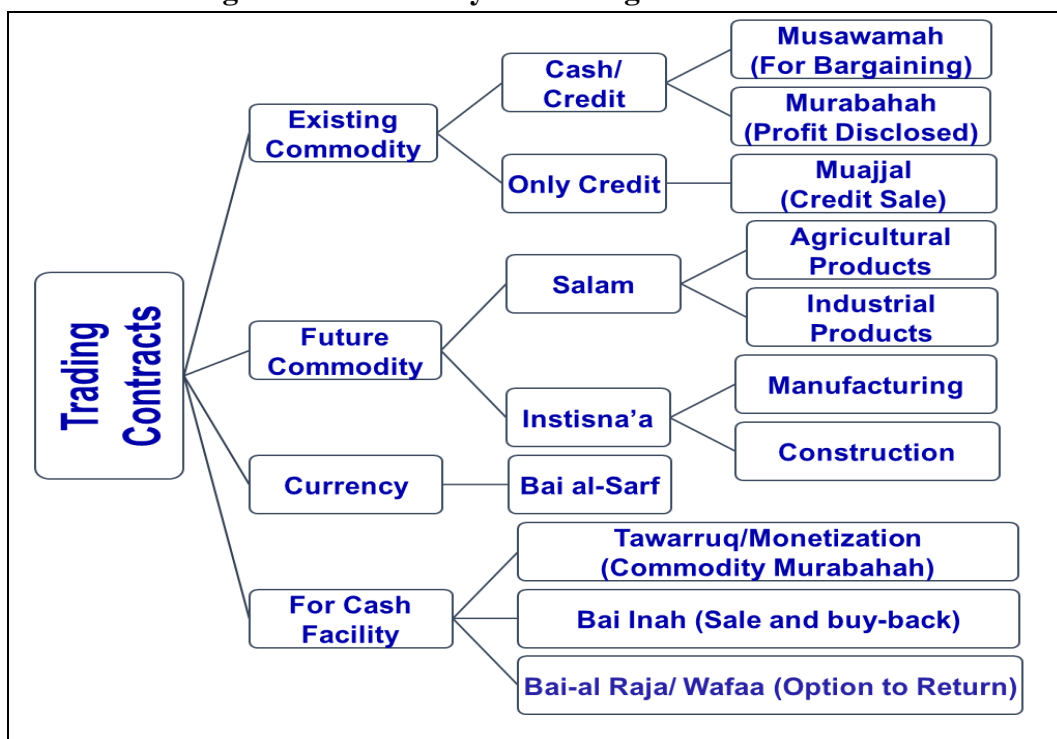 Trading
Contracts
Existing
Commodity
Cash/
Credit
Musawamah
(For Bargaining)
Murabahah
(Profit Disclosed)
Only Credit
Muajjal
(Credit Sale)
Future
Commodity
Salam
Agricultural
Products
Industrial
Products
Instisna’a
Manufacturing
Construction
Currency
Bai al-Sarf
For Cash
Facility
Tawarruq/Monetization
(Commodity Murabahah)
Bai Inah (Sale and buy-back)
Bai-al Raja/ Wafaa (Option to Return)